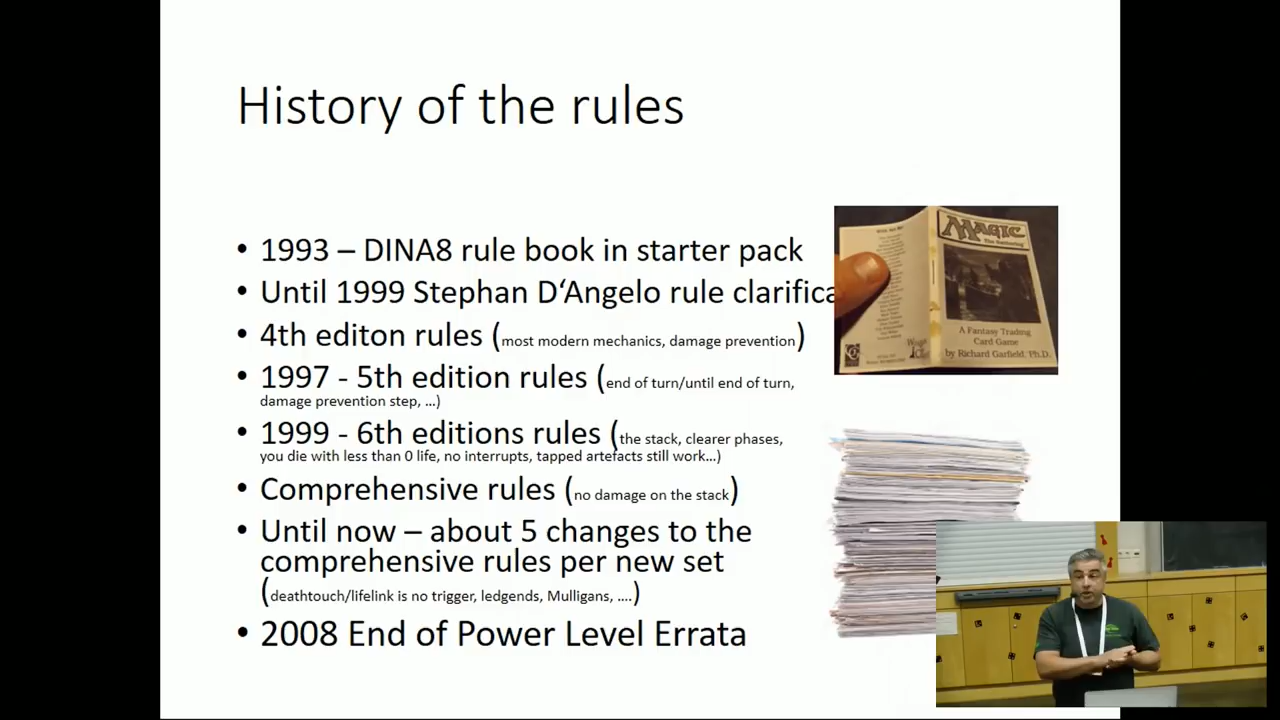 History of the rules
• 1993 – DINA8 rule book in starter pack
• Until 1999 Stephan D‘Angelo rule clarifica
• 4th editon rules (most modern mechanics, damage prevention)
• 1997 - 5th edition rules (end of turn/until end of turn,
damage prevention step, …)
• 1999 - 6th editions rules (the stack, clearer phases,
you die with less than 0 life, no interrupts, tapped artefacts still work…)
• Comprehensive rules (no damage on the stack)
• Until now – about 5 changes to the
comprehensive rules per new set
(deathtouch/lifelink is no trigger, ledgends, Mulligans, ….)
• 2008 End of Power Level Errata
MAGIC
The Gathering
A Fantasy Trading
Card Game
by Richard Garfield, Ph.D.